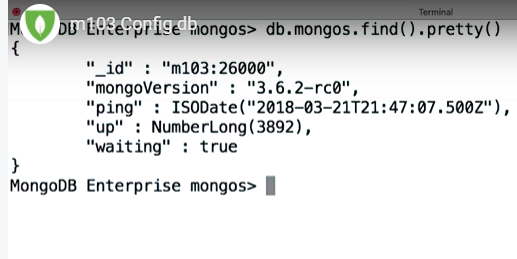 Terminal
m103 Config db
MongoDB Enterprise mongos> db.mongos.find().pretty()
{
"_id" : "m103:26000",
"mongoVersion" : "3.6.2-rc0",
"ping" : ISODate("2018-03-21T21:47:07.500Z"),
"up" : NumberLong(3892),
"waiting" : true
}
MongoDB Enterprise mongos>